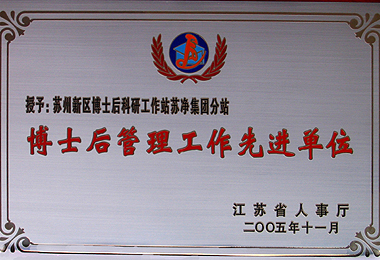 授予：苏州新区博士后科研工作站苏净集团分站
博士后管理工作先进单位
江苏省人事厅
二〇〇五年十一月